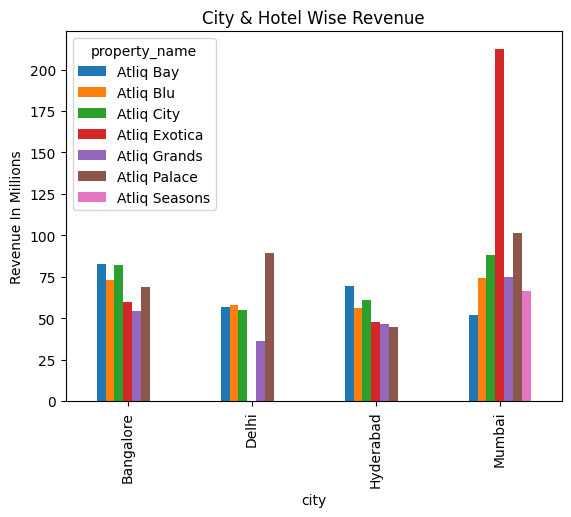 City & Hotel Wise Revenue
property_name
Atliq Bay
Atliq Blu
Atliq City
Atliq Exotica
Atliq Grands
Atliq Palace
Atliq Seasons
Revenue In Millions
200
175
150
125
100
75
50
25
0
Bangalore
Delhi
Hyderabad
Mumbai
city